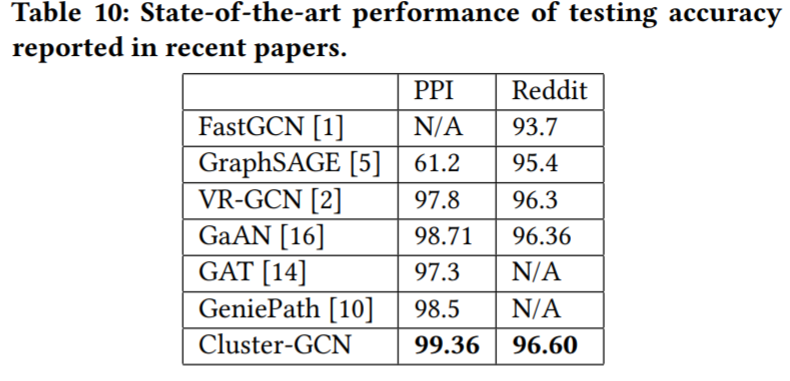 Table 10: State-of-the-art performance of testing accuracy
reported in recent papers.
PPI Reddit
FastGCN [1] N/A 93.7
GraphSAGE [5] 61.2 95.4
VR-GCN [2] 97.8 96.3
GaAN [16] 98.71 96.36
GAT [14] 97.3 N/A
GeniePath [10] 98.5 N/A
Cluster-GCN 99.36 96.60